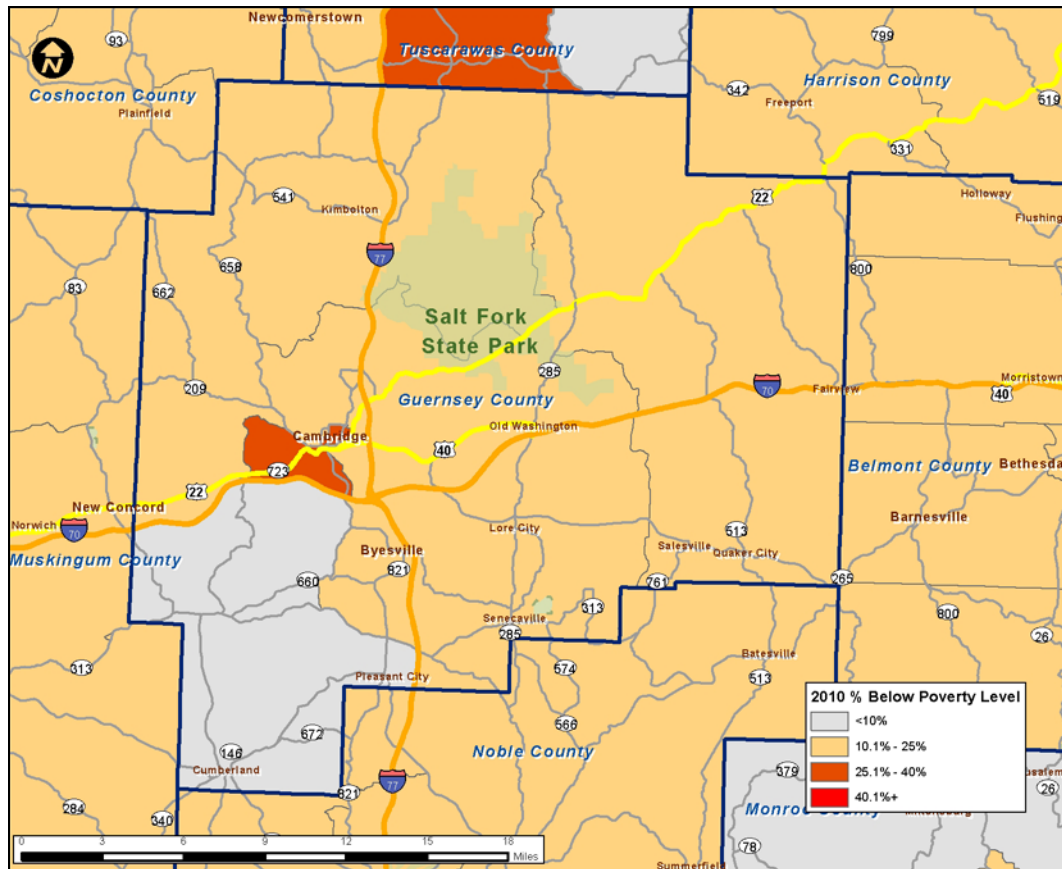 Newcomerstown
93
Tuscarawas County
799
N
Harrison County
342
Coshocton County
Freeport
519
Plainfield
331
22
541
Holloway
Kimbolton
Flushing
77
658
800
83
662
Salt Fork
State Park
285
Morristown
209
70
Fairview
40
Guernsey County
Old Washington
Cambridge
40
Belmont County
Bethesda
723
22
New Concord
Norwich
70
Lore City
513
Barnesville
Muskingum County
Byesville
Salesville
Quaker City
821
660
761
265
313
Senecaville
800
285
26
313
574
Batesville
Pleasant City
513
566
672
146
Noble County
Cumberland
77
821
284
340
379
26
Monroe County
78
Summerfield
2010 % Below Poverty Level
<10%
10.1% - 25%
25.1% - 40%
40.1%+
0 3 6 9 12 15 18
Miles